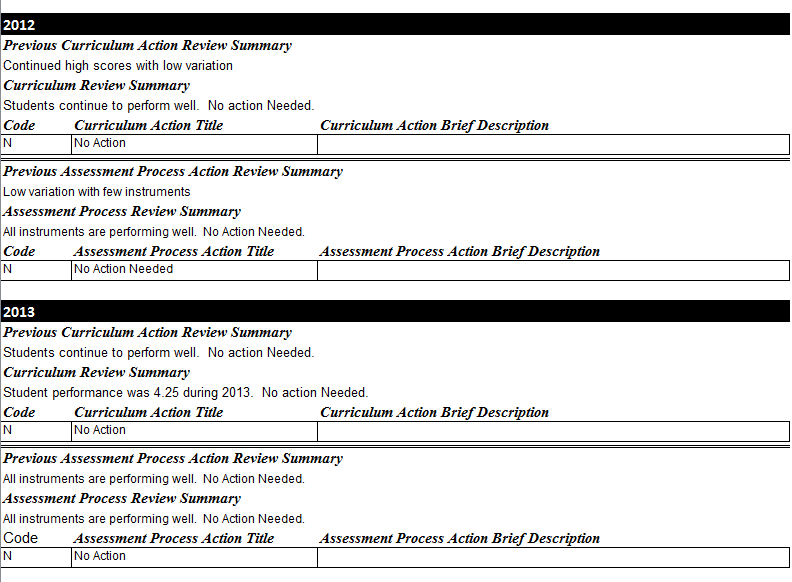 2012
Previous Curriculum Action Review Summary
Continued high scores with low variation
Curriculum Review Summary
Students continue to perform well.  No action Needed.
Code Curriculum Action Title Curriculum Action Brief Description
N No Action
Previous Assessment Process Action Review Summary
Low variation with few instruments
Assessment Process Review Summary
All instruments are performing well.  No Action Needed.
Code Assessment Process Action Title Assessment Process Action Brief Description
N No Action Needed
2013
Previous Curriculum Action Review Summary
Students continue to perform well.  No action Needed.
Curriculum Review Summary
Student performance was 4.25 during 2013.  No action Needed.
Code Curriculum Action Title Curriculum Action Brief Description
N No Action
Previous Assessment Process Action Review Summary
All instruments are performing well.  No Action Needed.
Assessment Process Review Summary
All instruments are performing well.  No Action Needed.
Code Assessment Process Action Title Assessment Process Action Brief Description
N No Action